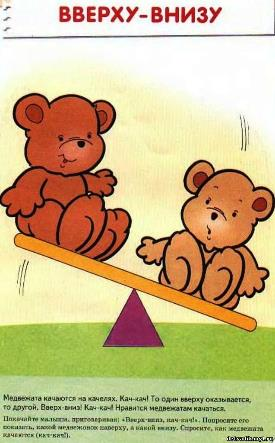 ВВЕРХУ-ВНИЗУ
Медвежата качаются на качелях. Кач-кач! То один вверху оказывается,
то другой. Вверх-вниз! Кач-кач! Нравится медвежатам качаться.
Покачайте малыша, приговаривая: «Вверх-вниз, кач-кач!». Попросите его
показать, какой медвежонок наверху, а какой внизу. Спросите, как медвежата
качаются (кач-кач!).